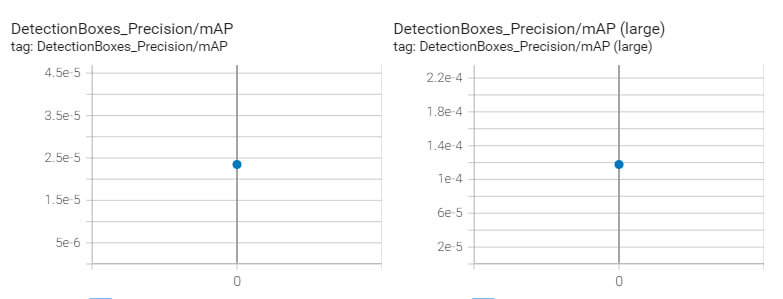 DetectionBoxes_Precision/mAP
tag: DetectionBoxes_Precision/mAP
4.5e-5
3.5e-5
2.5e-5
1.5e-5
5e-6
0
DetectionBoxes_Precision/mAP (large)
tag: DetectionBoxes_Precision/mAP (large)
2.2e-4
1.8e-4
1.4e-4
1e-4
6e-5
2e-5
0